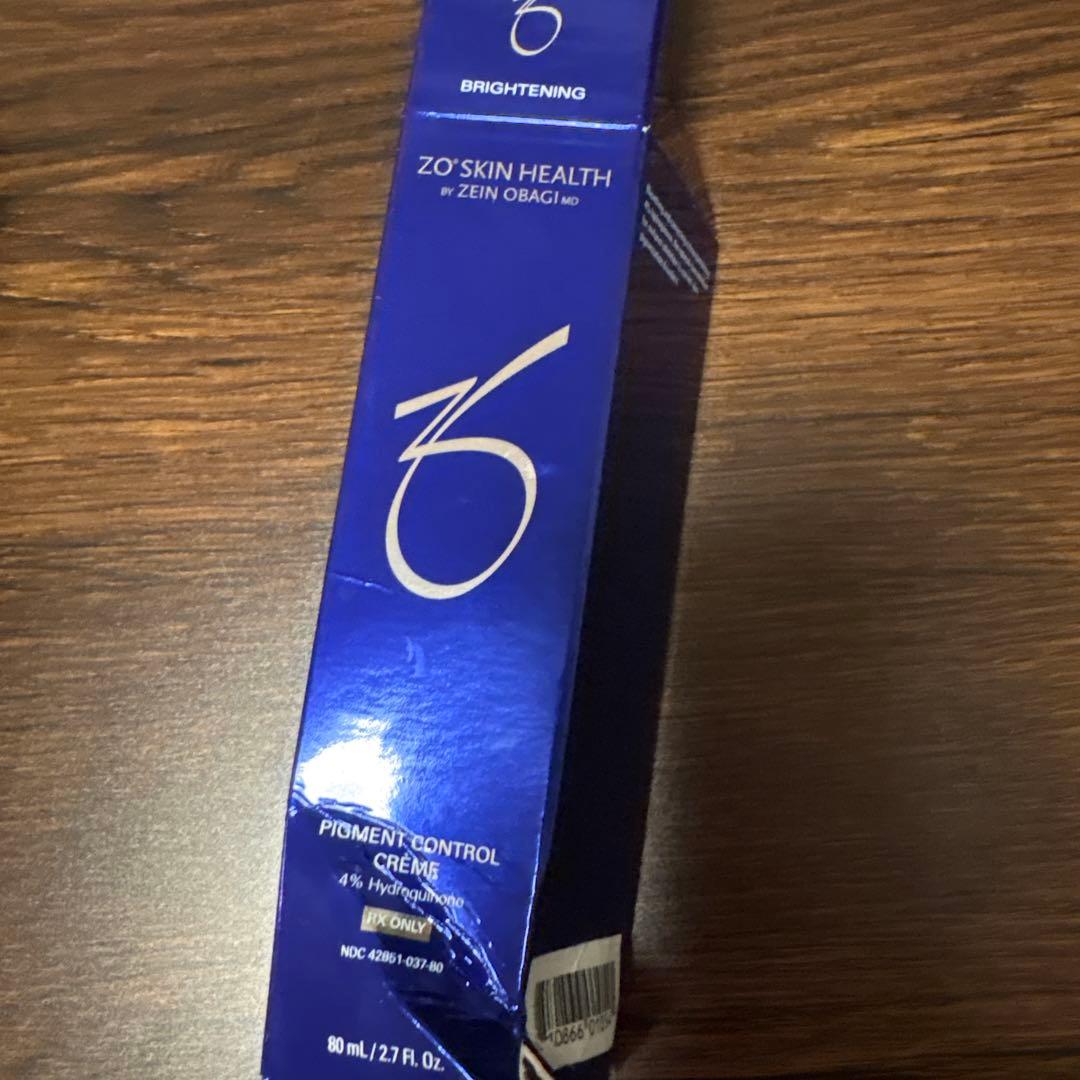 BRIGHTENING
ZO® SKIN HEALTH
BY ZEIN OBAGI MD
PIGMENT CONTROL
CRÈME
4% Hydroquinone
RX ONLY
NDC 42851-037-80
80 mL / 2.7 Fl. Oz.